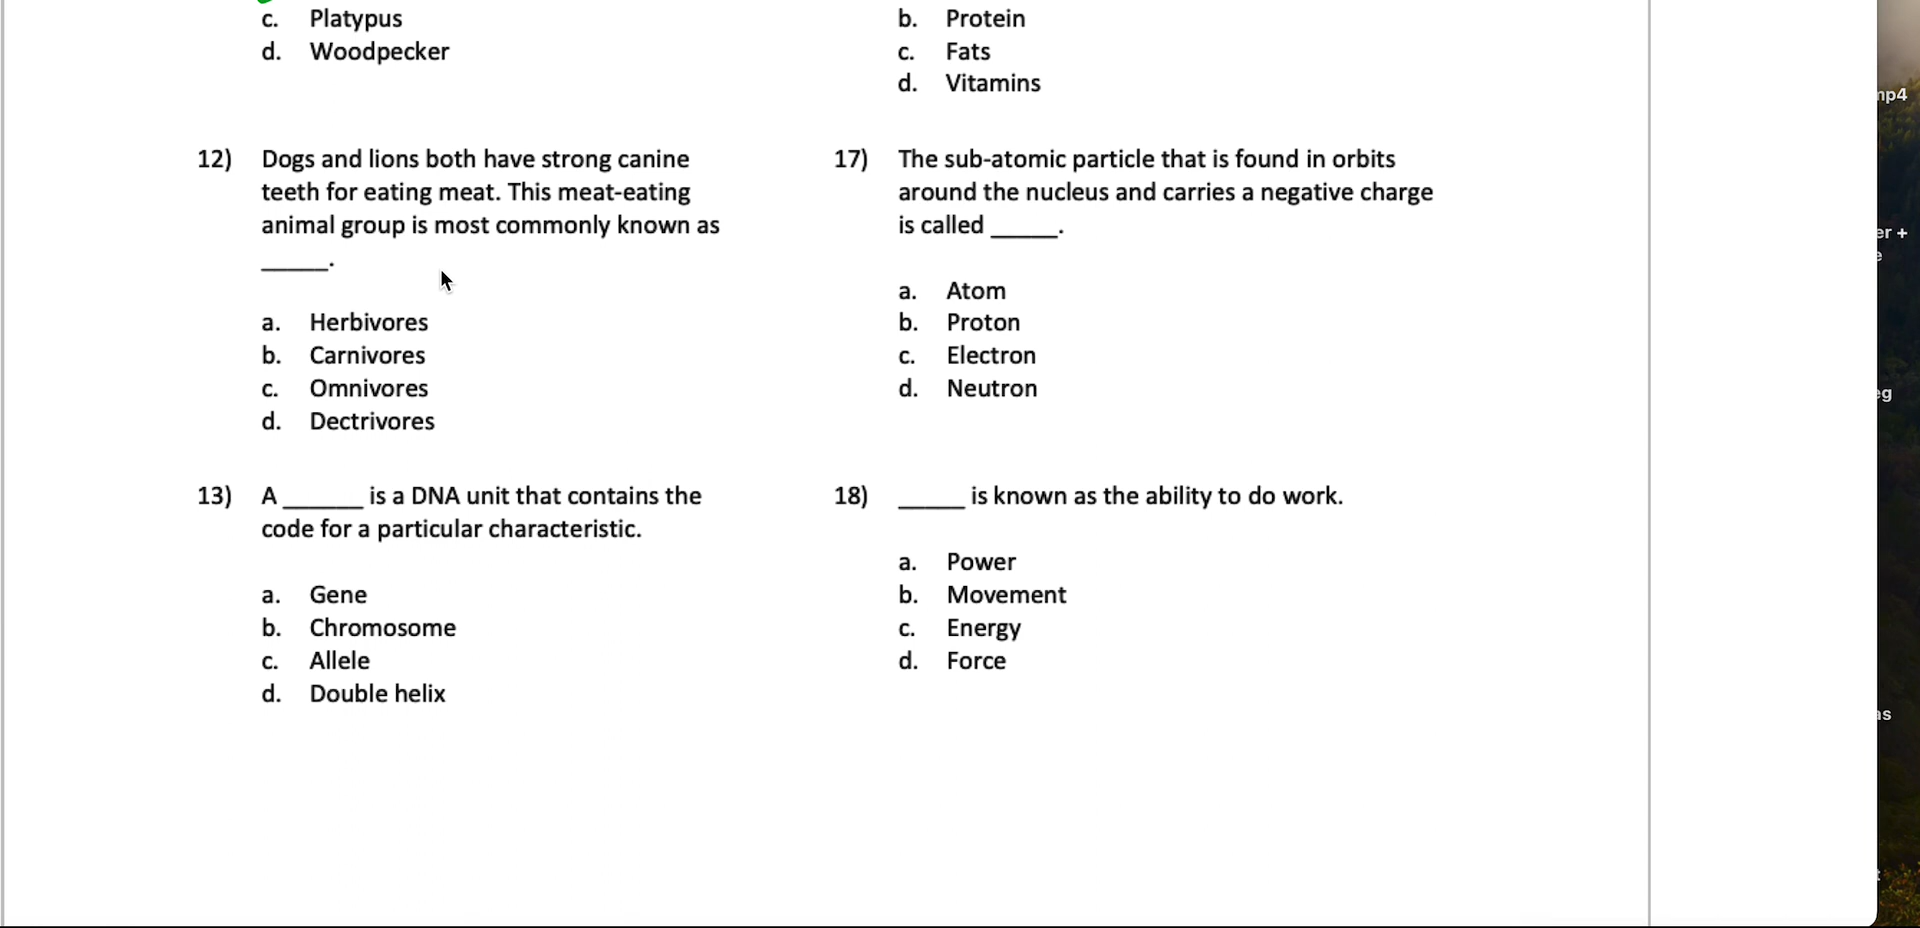 c. Platypus
d. Woodpecker
12) Dogs and lions both have strong canine
teeth for eating meat. This meat-eating
animal group is most commonly known as
_____.
a. Herbivores
b. Carnivores
c. Omnivores
d. Dectrivores
13) A ______ is a DNA unit that contains the
code for a particular characteristic.
a. Gene
b. Chromosome
c. Allele
d. Double helix
b. Protein
c. Fats
d. Vitamins
17) The sub-atomic particle that is found in orbits
around the nucleus and carries a negative charge
is called _____.
a. Atom
b. Proton
c. Electron
d. Neutron
18) _____ is known as the ability to do work.
a. Power
b. Movement
c. Energy
d. Force